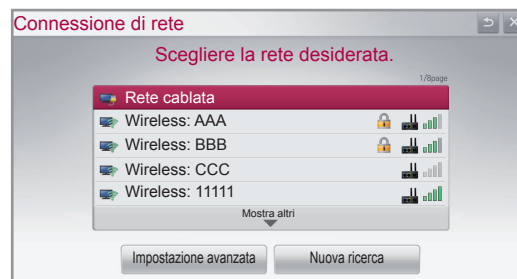 Connessione di rete
Scegliere la rete desiderata.
1/8page
Rete cablata
Wireless: AAA
Wireless: BBB
Wireless: CCC
Wireless: 11111
Mostra altri
Impostazione avanzata
Nuova ricerca